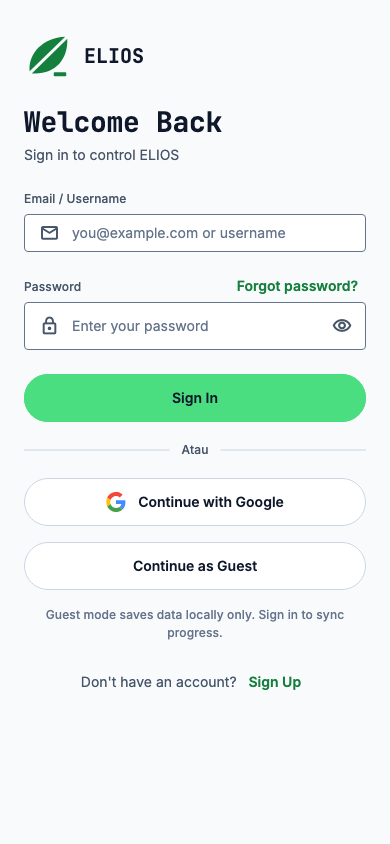 ELIOS
Welcome Back
Sign in to control ELIOS
Email / Username
you@example.com or username
Password
Forgot password?
Enter your password
Sign In
Atau
Continue with Google
Continue as Guest
Guest mode saves data locally only. Sign in to sync
progress.
Don't have an account? Sign Up